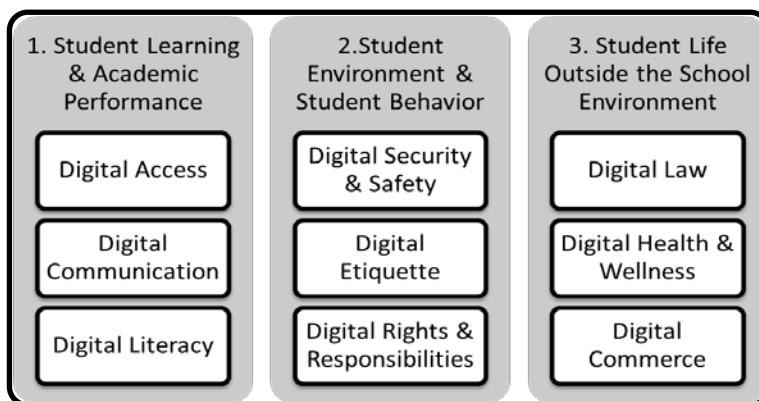 1. Student Learning
& Academic
Performance
Digital Access
Digital
Communication
Digital Literacy
2.Student
Environment &
Student Behavior
Digital Security
& Safety
Digital
Etiquette
Digital Rights &
Responsibilities
3. Student Life
Outside the School
Environment
Digital Law
Digital Health &
Wellness
Digital
Commerce